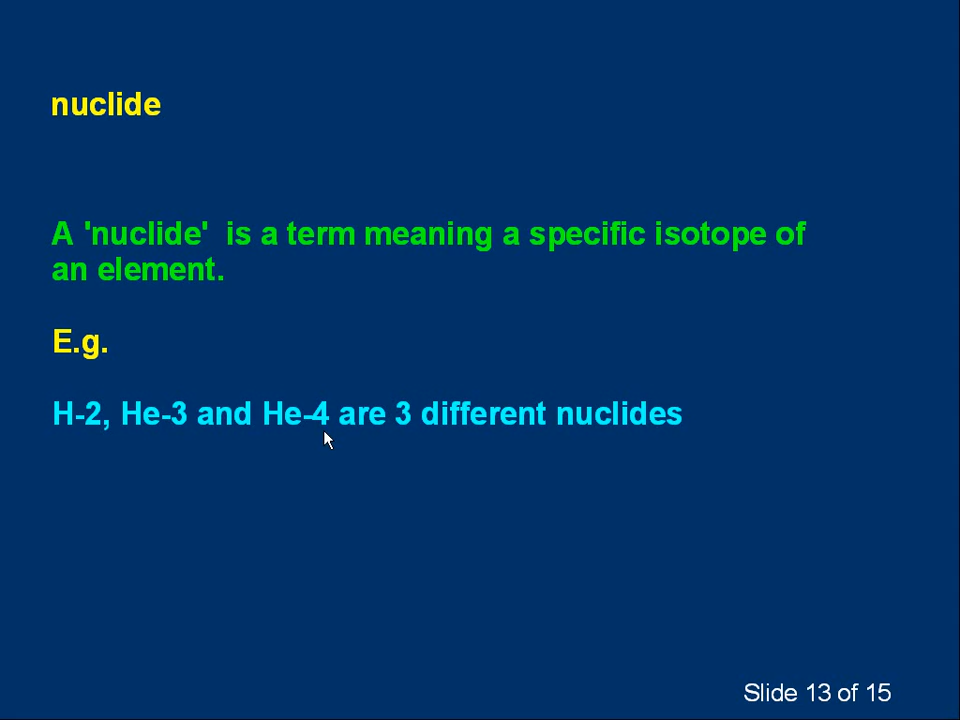 nuclide
A 'nuclide'  is a term meaning a specific isotope of
an element.
E.g.
H-2, He-3 and He-4 are 3 different nuclides
Slide 13 of 15